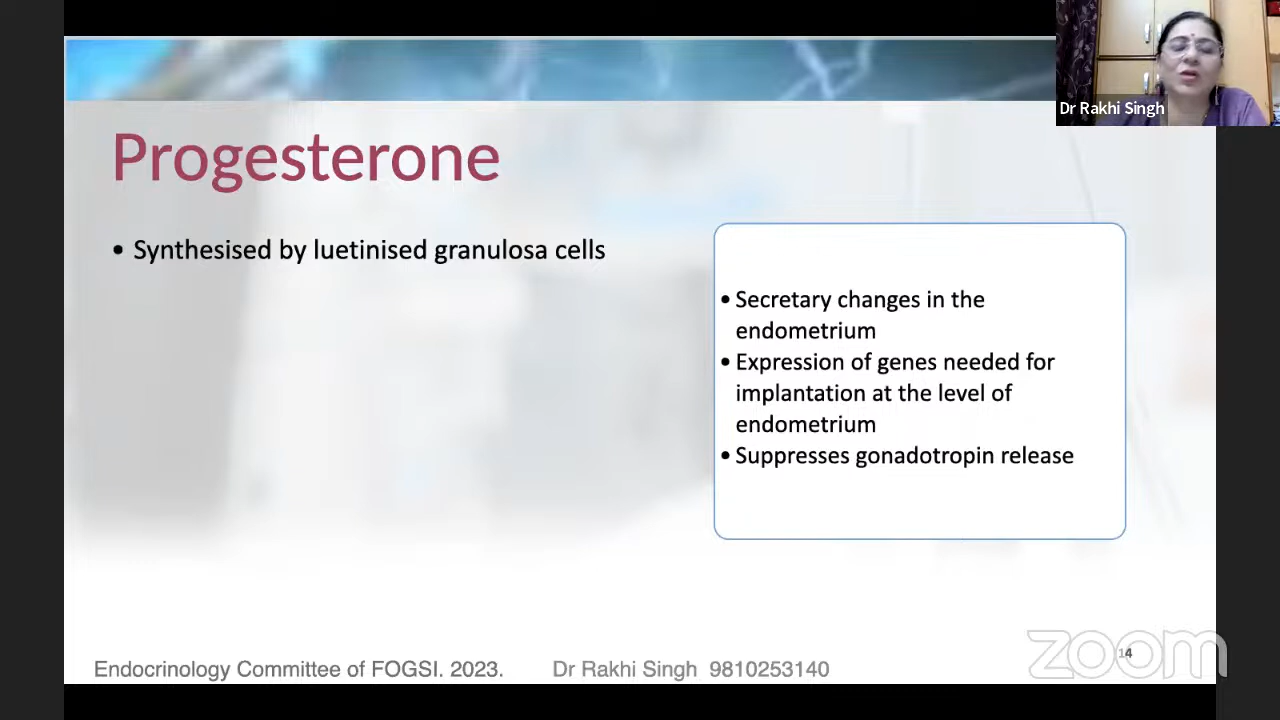 Dr Rakhi Singh
Progesterone
• Synthesised by luetinised granulosa cells
• Secretary changes in the
endometrium
• Expression of genes needed for
implantation at the level of
endometrium
• Suppresses gonadotropin release
Endocrinology Committee of FOGSI. 2023. Dr Rakhi Singh 9810253140
14
zoom